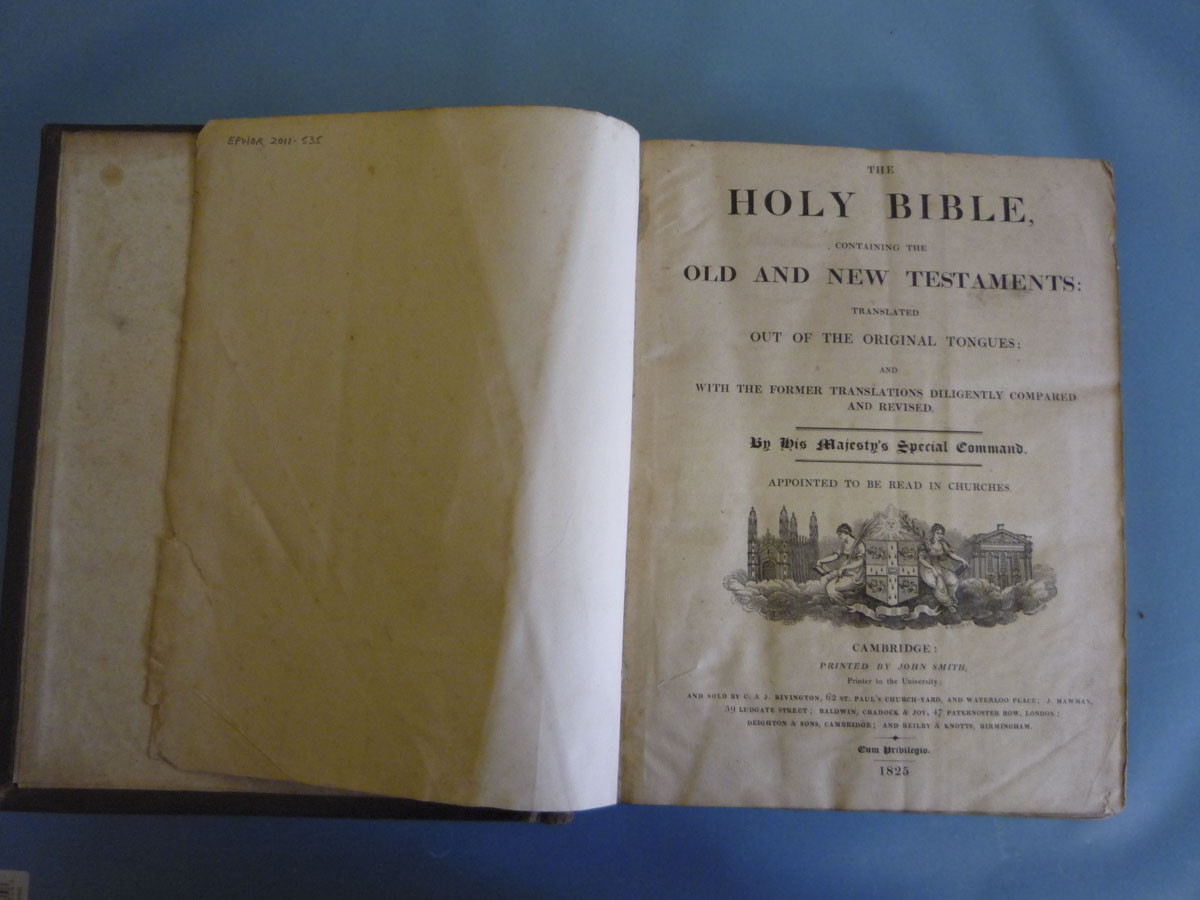 EPWOR 2011-535
THE
HOLY BIBLE,
CONTAINING THE
OLD AND NEW TESTAMENTS:
TRANSLATED
OUT OF THE ORIGINAL TONGUES;
AND
WITH THE FORMER TRANSLATIONS DILIGENTLY COMPARED
AND REVISED,
By His Majesty's Special Command.
APPOINTED TO BE READ IN CHURCHES.
CAMBRIDGE:
PRINTED BY JOHN SMITH,
Printer to the University;
AND SOLD BY C. & J. RIVINGTON, 62 ST. PAUL'S CHURCH-YARD, AND WATERLOO PLACE; J. MAWMAN,
39 LUDGATE STREET; BALDWIN, CRADOCK & JOY, 47 PATERNOSTER ROW, LONDON;
DEIGHTON & SONS, CAMBRIDGE; AND BEILBY & KNOTTS, BIRMINGHAM.
Cum Privilegio.
1825